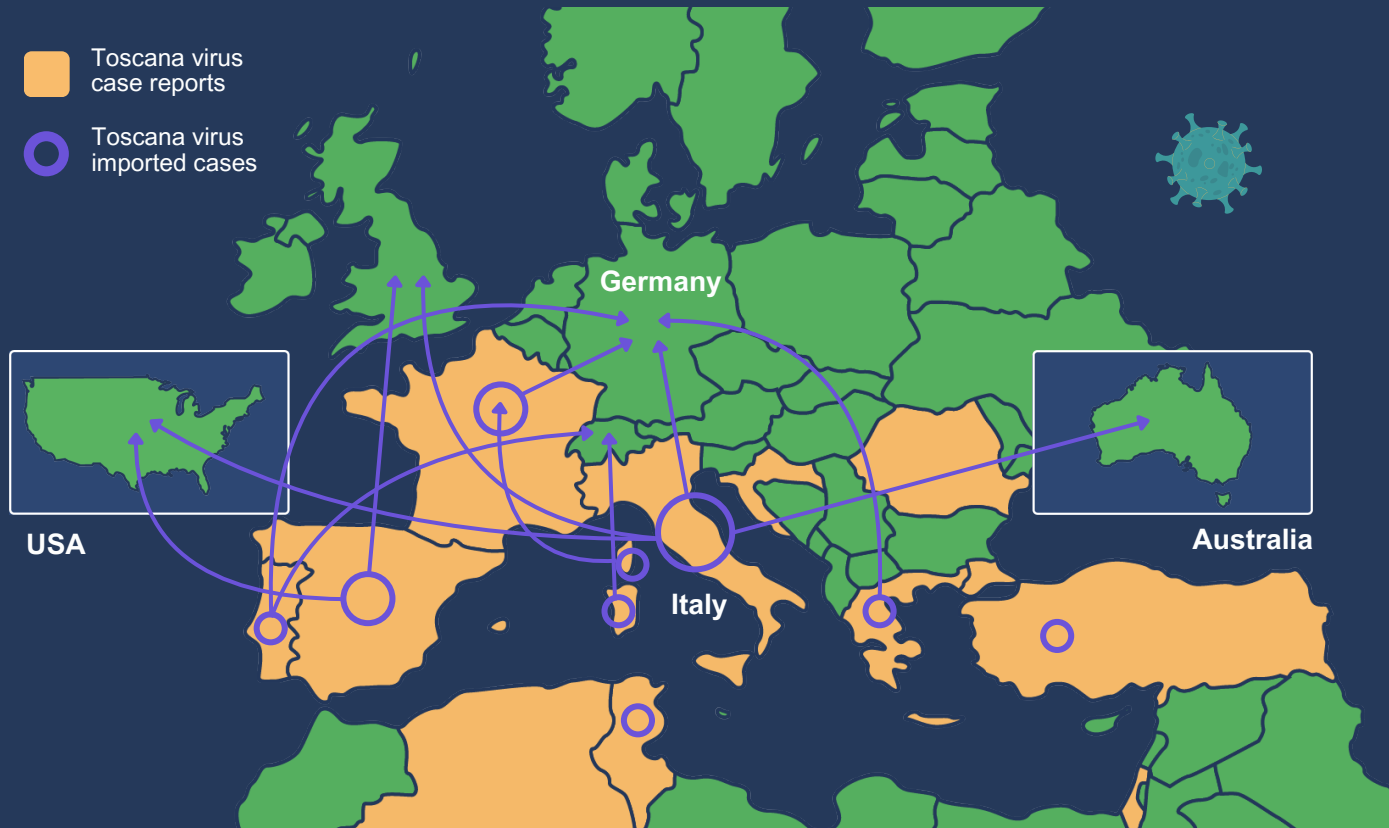 Toscana virus
case reports
Toscana virus
imported cases
Germany
USA
Australia
Italy